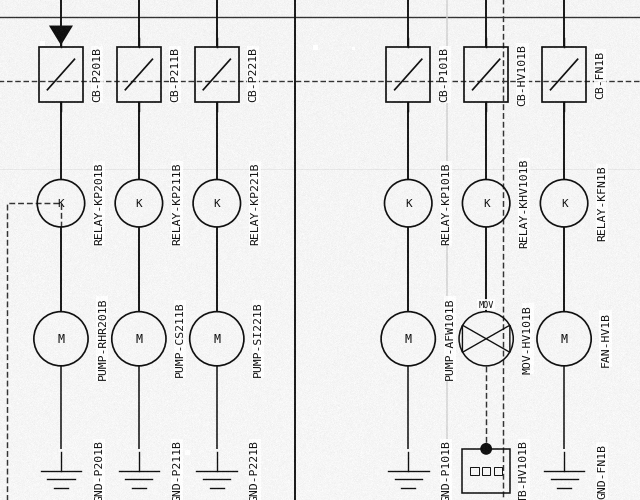 CB-P201B
CB-P211B
CB-P221B
CB-P101B
CB-HV101B
CB-FN1B
K
RELAY-KP201B
K
RELAY-KP211B
K
RELAY-KP221B
K
RELAY-KP101B
K
RELAY-KHV101B
K
RELAY-KFN1B
M
PUMP-RHR201B
M
PUMP-CS211B
M
PUMP-SI221B
M
PUMP-AFW101B
MOV
MOV-HV101B
M
FAN-HV1B
GND-P201B
GND-P211B
GND-P221B
GND-P101B
TB-HV101B
GND-FN1B